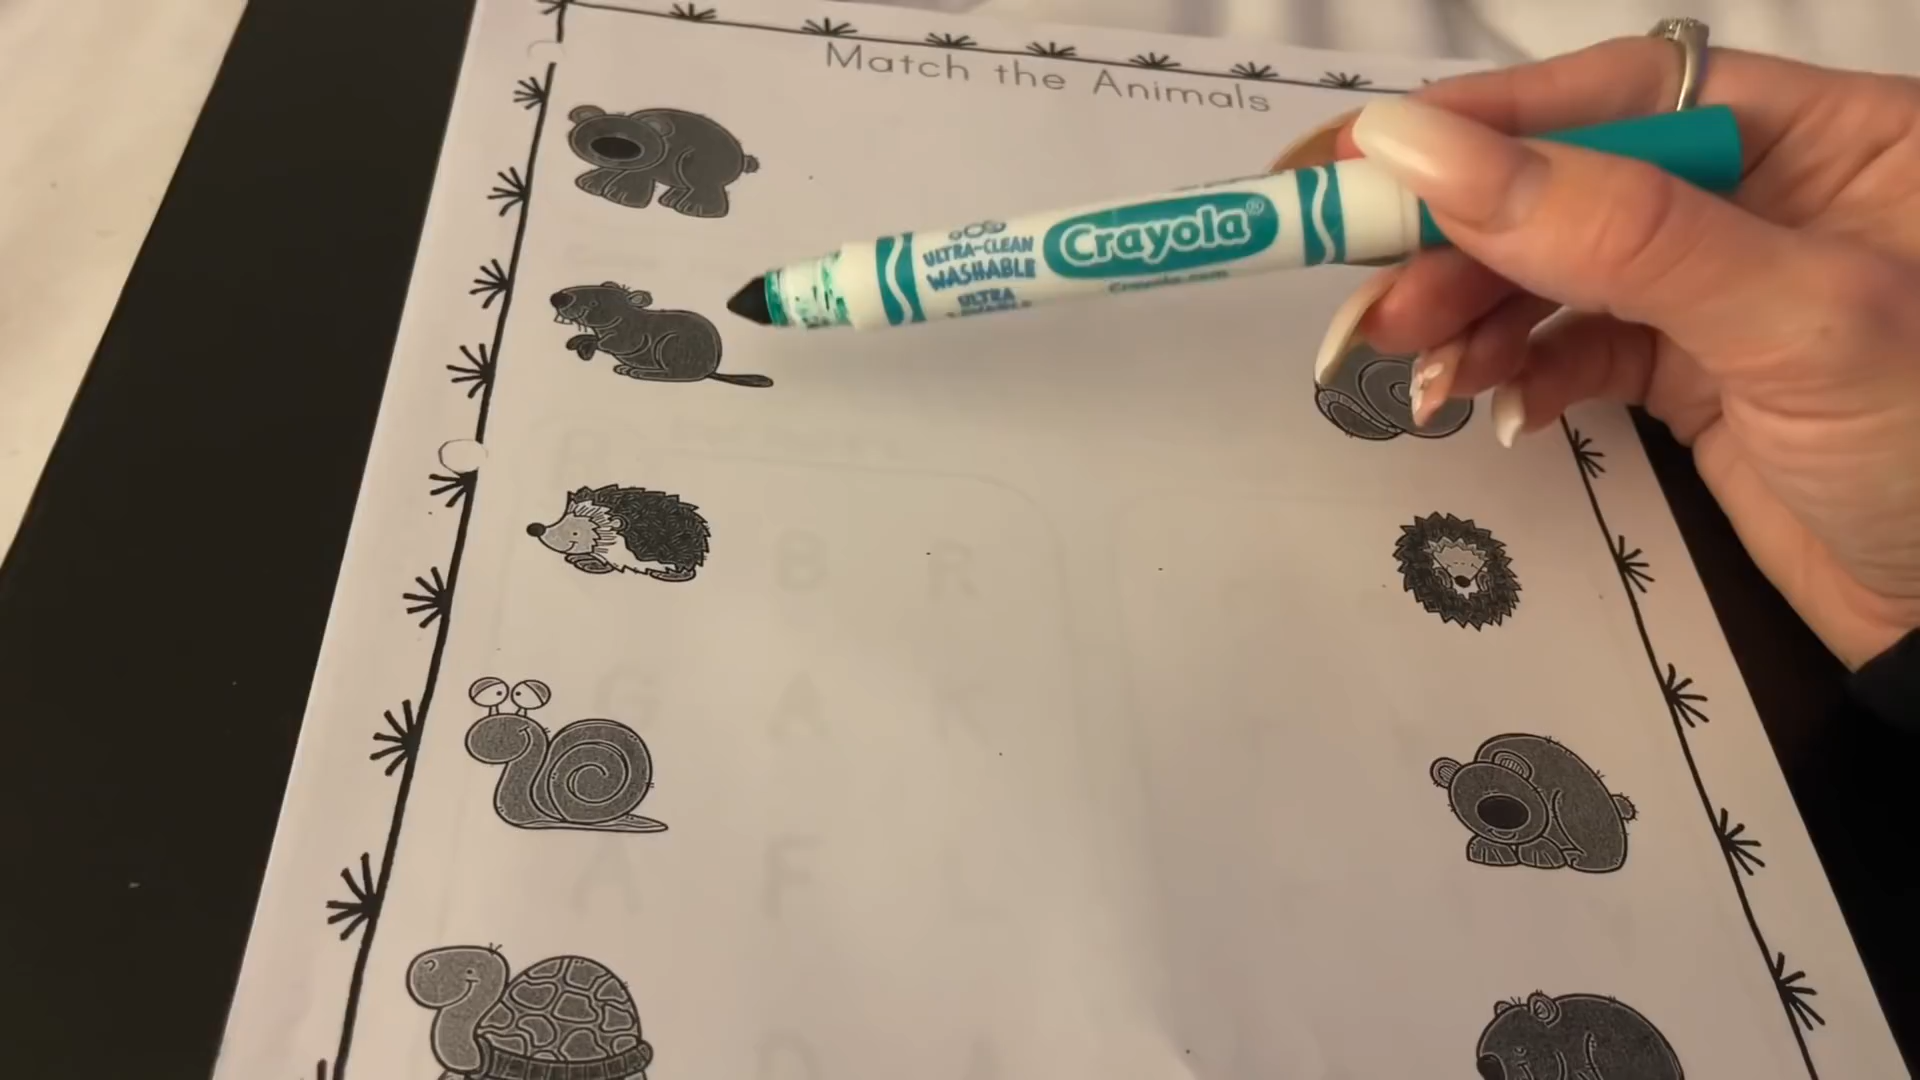 Match the Animals
ULTRA-CLEAN
WASHABLE
ULTRA
Crayola®
Crayola.com
B R
G A K
A F L